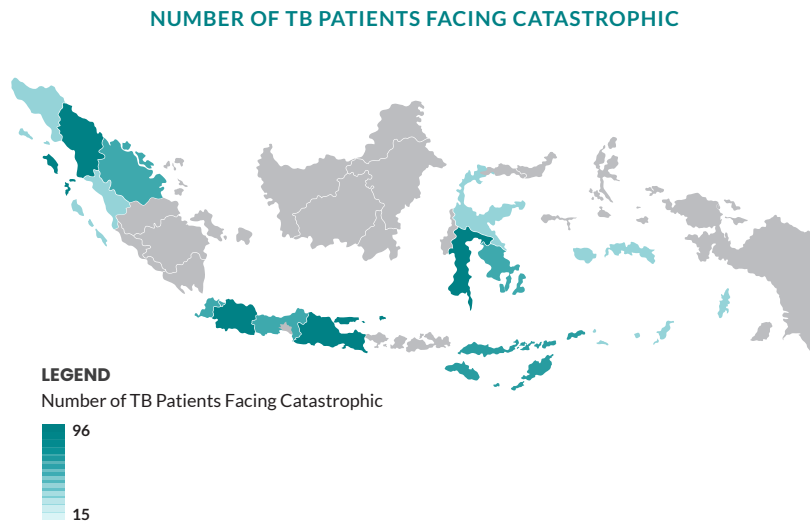 NUMBER OF TB PATIENTS FACING CATASTROPHIC
LEGEND
Number of TB Patients Facing Catastrophic
96
15